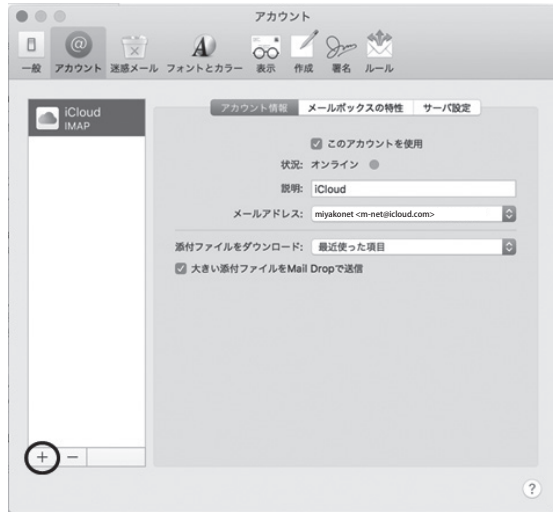 アカウント
一般 アカウント 迷惑メール フォントとカラー 表示 作成 署名 ルール
iCloud
IMAP
アカウント情報 メールボックスの特性 サーバ設定
このアカウントを使用
状況: オンライン
説明: iCloud
メールアドレス: miyakonet <m-net@icloud.com>
添付ファイルをダウンロード: 最近使った項目
大きい添付ファイルをMail Dropで送信
+ −
?